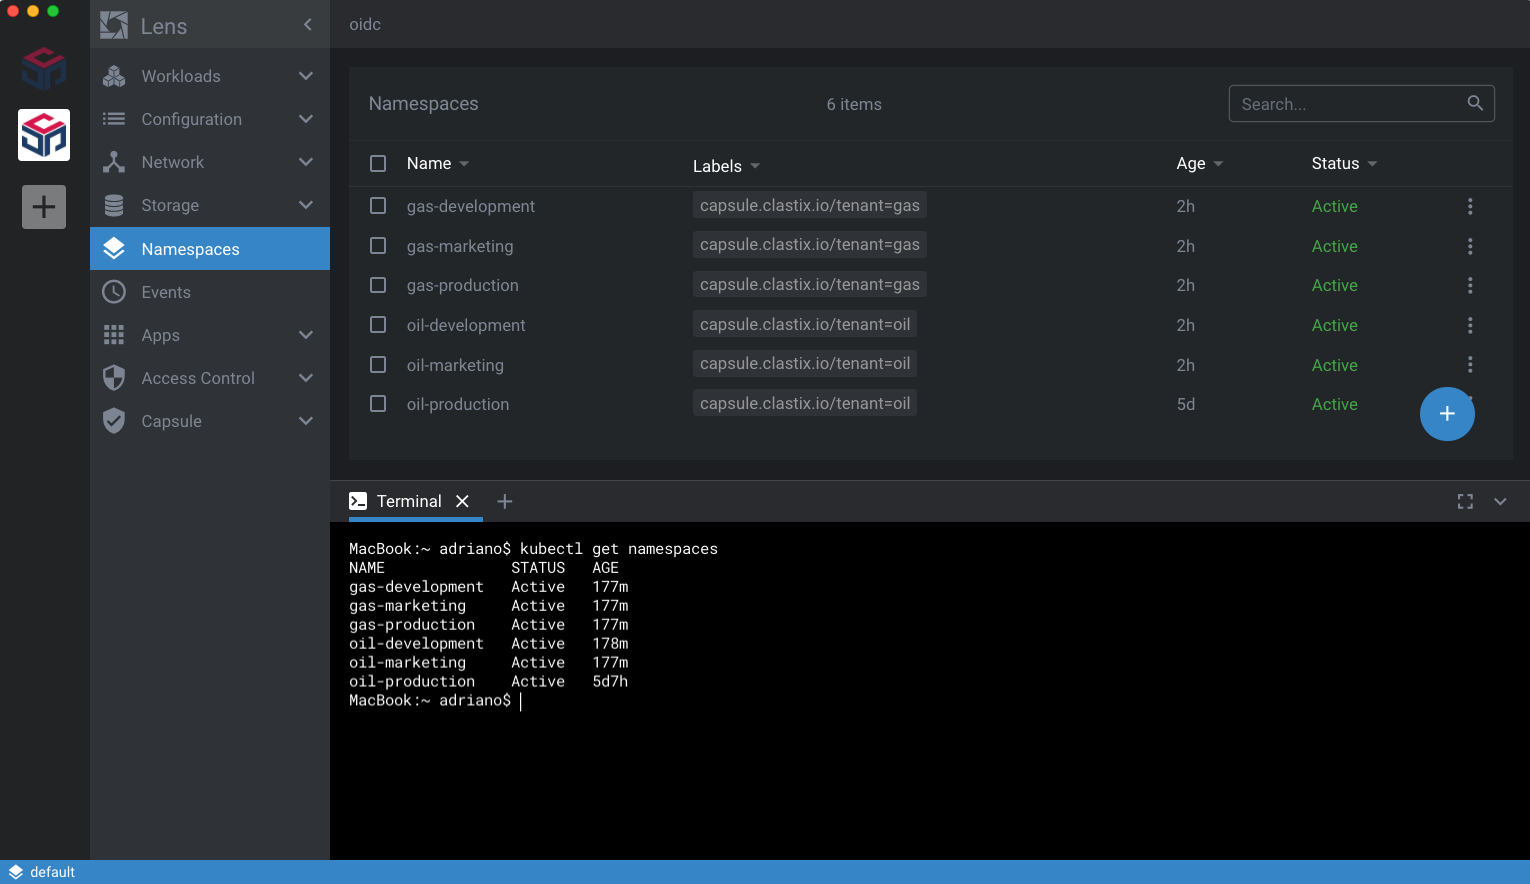 Lens
oidc
Workloads
Configuration
Network
Storage
Namespaces
Events
Apps
Access Control
Capsule
Namespaces 6 items Search...
Name Labels Age Status
gas-development capsule.clastix.io/tenant=gas 2h Active
gas-marketing capsule.clastix.io/tenant=gas 2h Active
gas-production capsule.clastix.io/tenant=gas 2h Active
oil-development capsule.clastix.io/tenant=oil 2h Active
oil-marketing capsule.clastix.io/tenant=oil 2h Active
oil-production capsule.clastix.io/tenant=oil 5d Active
Terminal
MacBook:~ adriano$ kubectl get namespaces
NAME STATUS AGE
gas-development Active 177m
gas-marketing Active 177m
gas-production Active 177m
oil-development Active 178m
oil-marketing Active 177m
oil-production Active 5d7h
MacBook:~ adriano$
default